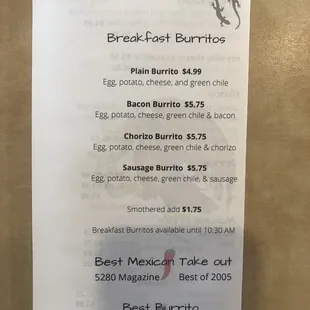 Breakfast Burritos
Plain Burrito $4.99
Egg, potato, cheese, and green chile
Bacon Burrito $5.75
Egg, potato, cheese, green chile & bacon
Chorizo Burrito $5.75
Egg, potato, cheese, green chile & chorizo
Sausage Burrito $5.75
Egg, potato, cheese, green chile, & sausage
Smothered add $1.75
Breakfast Burritos available until 10:30 AM
Best Mexican Take out
5280 Magazine Best of 2005
Best Burrito